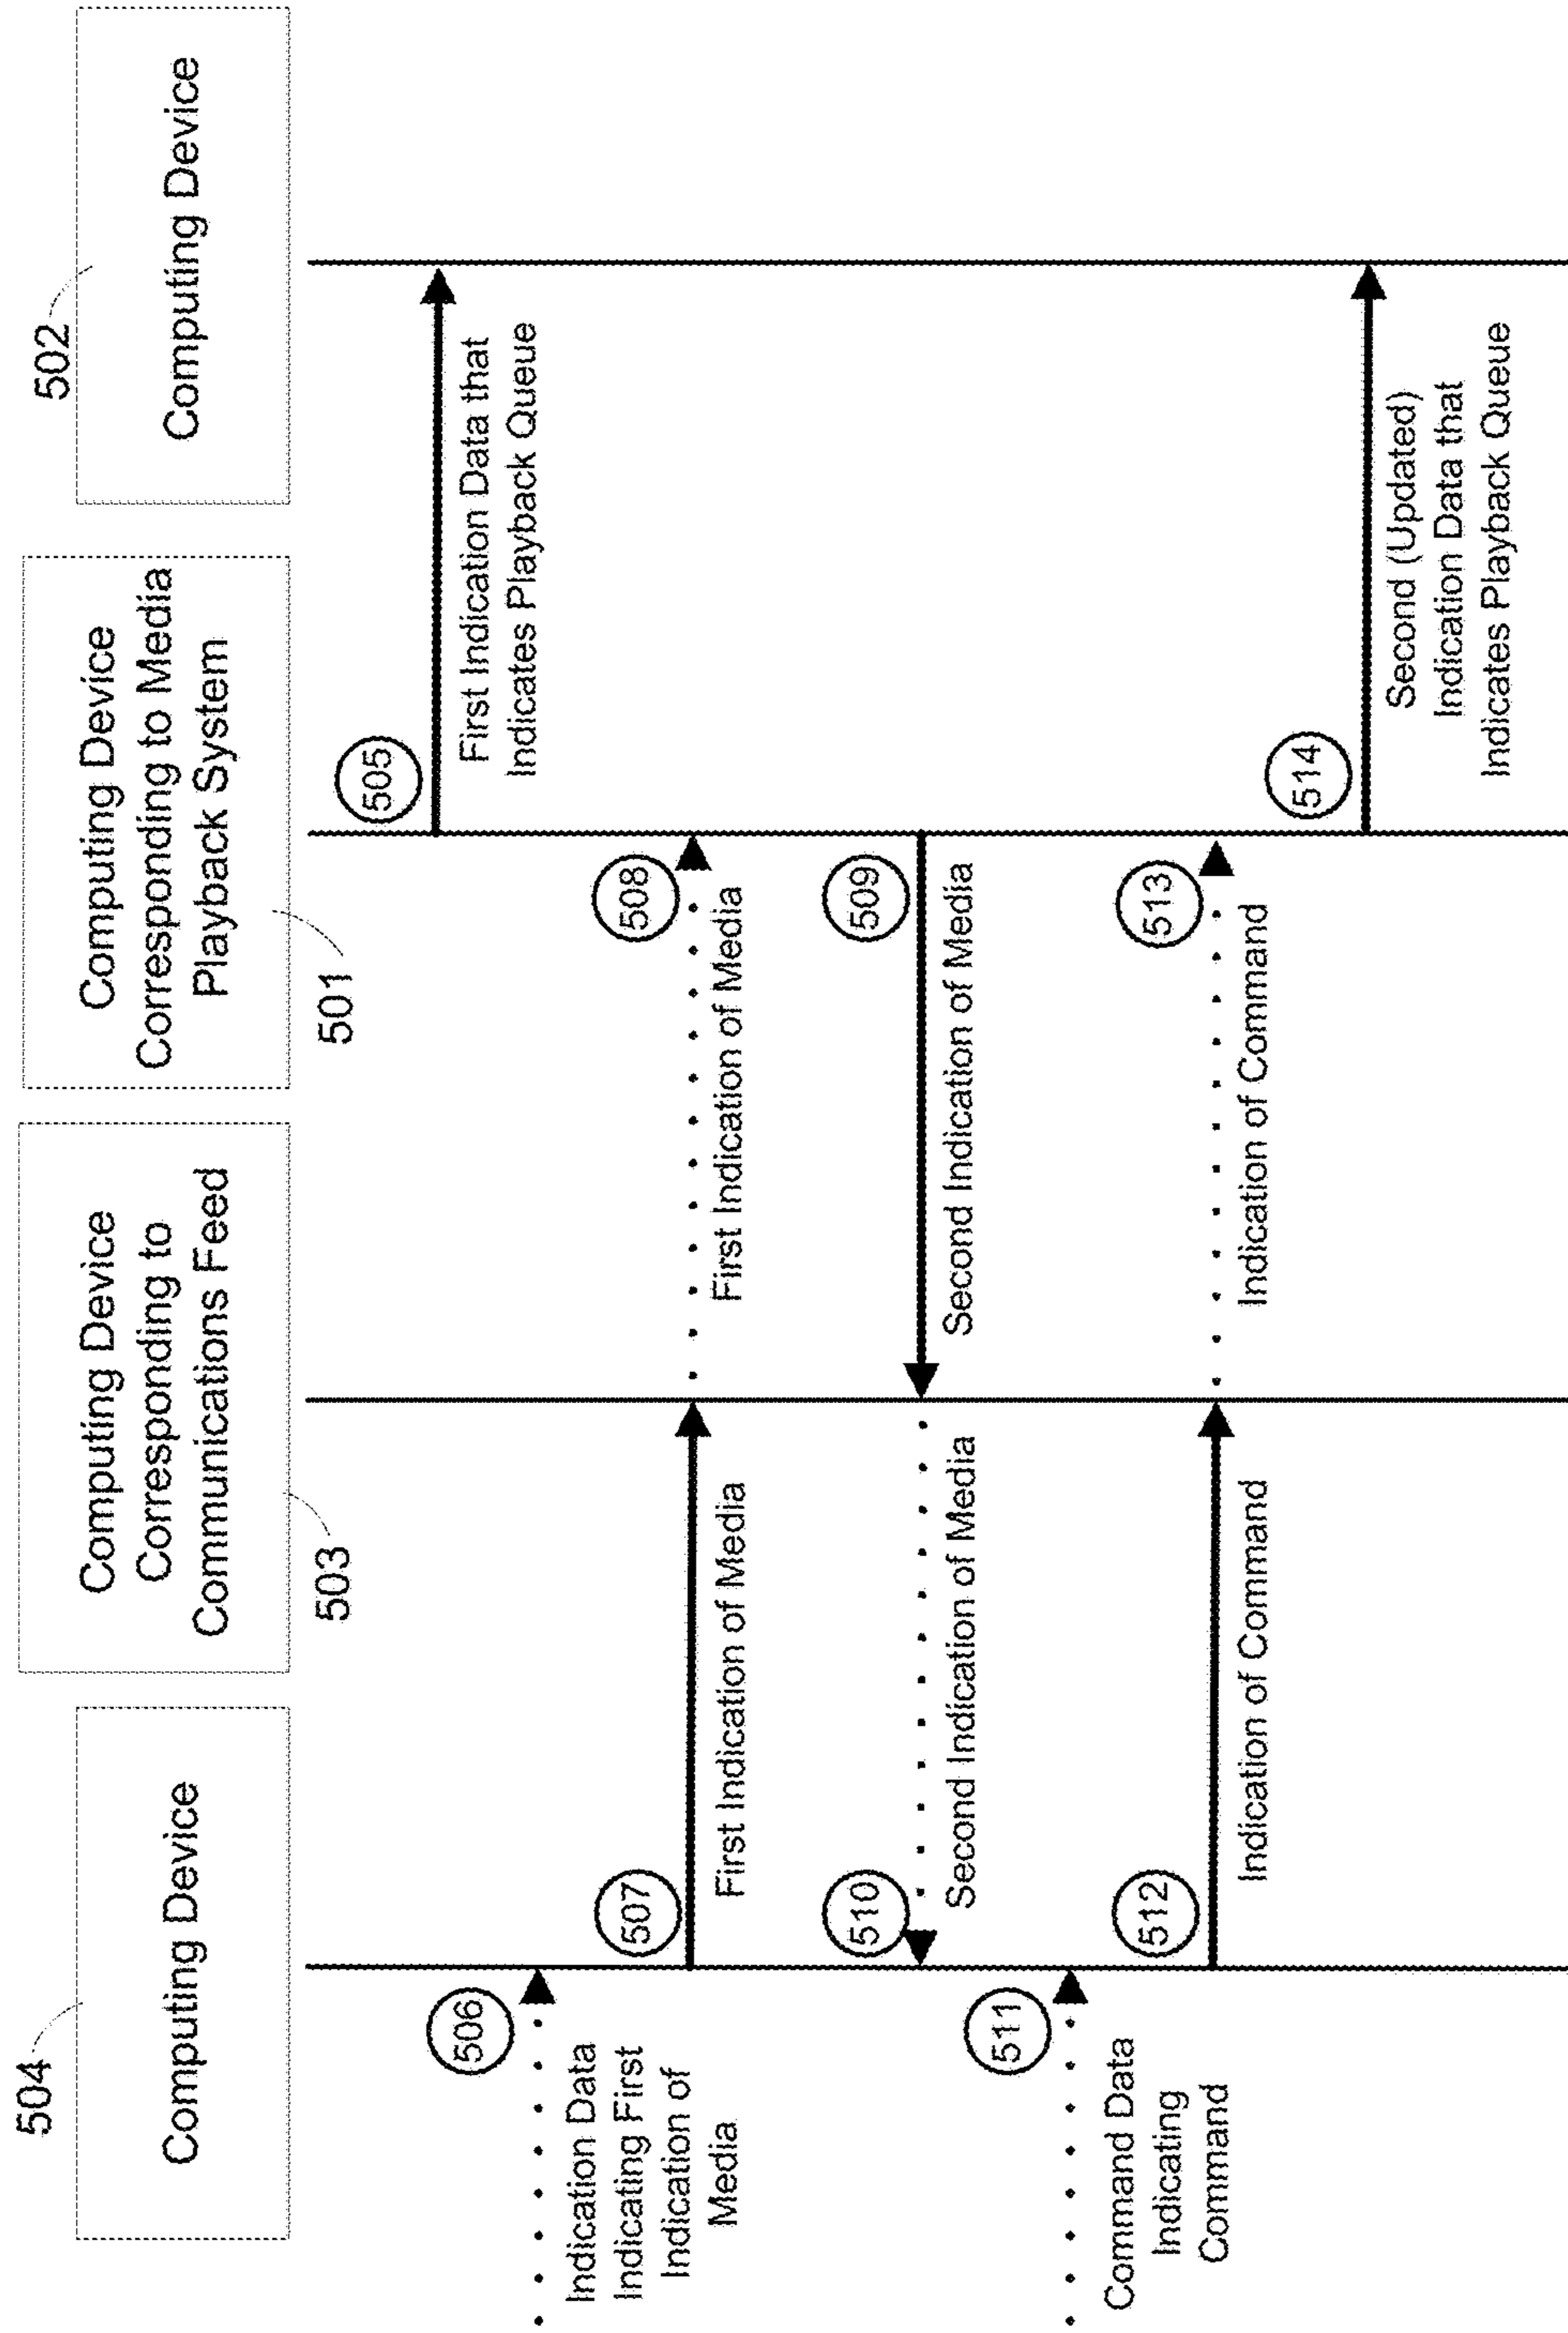 504
Computing Device
503
Computing Device
Corresponding to
Communications Feed
501
Computing Device
Corresponding to Media
Playback System
502
Computing Device
505
First Indication Data that
Indicates Playback Queue
506
Indication Data
Indicating First
Indication of
Media
507
First Indication of Media
508
First Indication of Media
509
Second Indication of Media
510
Second Indication of Media
511
Command Data
Indicating
Command
512
Indication of Command
513
Indication of Command
514
Second (Updated)
Indication Data that
Indicates Playback Queue